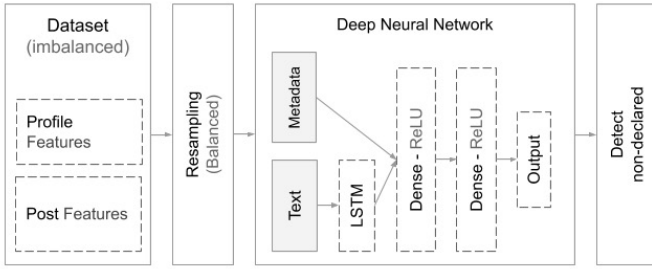 Dataset
(imbalanced)
Profile
Features
Post Features
Resampling
(Balanced)
Deep Neural Network
Metadata
Text
LSTM
Dense - ReLU
Dense - ReLU
Output
Detect
non-declared